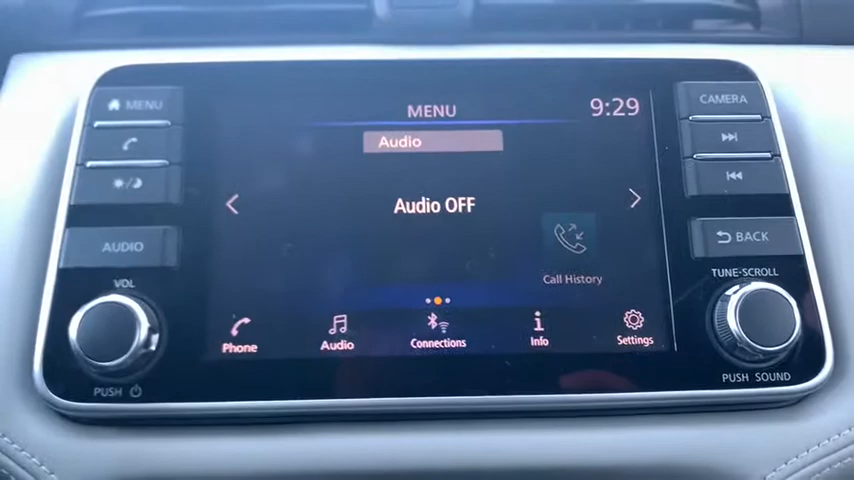 MENU
AUDIO
VOL
PUSH
MENU
9:29
Audio
Audio OFF
Call History
Phone
Audio
Connections
Info
Settings
CAMERA
BACK
TUNE·SCROLL
PUSH SOUND